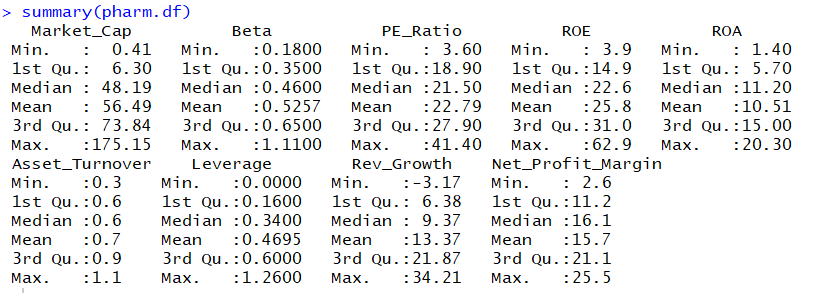 > summary(pharm.df)
   Market_Cap          Beta           PE_Ratio          ROE            ROA       
 Min.   :  0.41   Min.   :0.1800   Min.   : 3.60   Min.   : 3.9   Min.   : 1.40  
 1st Qu.:  6.30   1st Qu.:0.3500   1st Qu.:18.90   1st Qu.:14.9   1st Qu.: 5.70  
 Median : 48.19   Median :0.4600   Median :21.50   Median :22.6   Median :11.20  
 Mean   : 56.49   Mean   :0.5257   Mean   :22.79   Mean   :25.8   Mean   :10.51  
 3rd Qu.: 73.84   3rd Qu.:0.6500   3rd Qu.:27.90   3rd Qu.:31.0   3rd Qu.:15.00  
 Max.   :175.15   Max.   :1.1100   Max.   :41.40   Max.   :62.9   Max.   :20.30  
 Asset_Turnover    Leverage        Rev_Growth    Net_Profit_Margin
 Min.   :0.3    Min.   :0.0000   Min.   :-3.17   Min.   : 2.6     
 1st Qu.:0.6    1st Qu.:0.1600   1st Qu.: 6.38   1st Qu.:11.2     
 Median :0.6    Median :0.3400   Median : 9.37   Median :16.1     
 Mean   :0.7    Mean   :0.4695   Mean   :13.37   Mean   :15.7     
 3rd Qu.:0.9    3rd Qu.:0.6000   3rd Qu.:21.87   3rd Qu.:21.1     
 Max.   :1.1    Max.   :1.2600   Max.   :34.21   Max.   :25.5